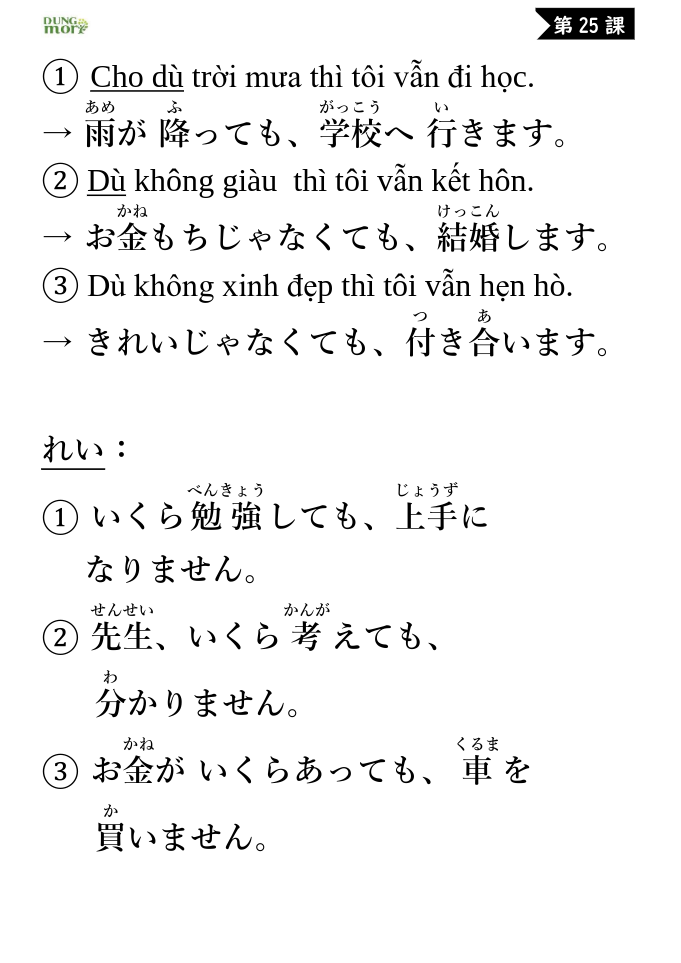 DUNG mori
第 25 課
① Cho dù trời mưa thì tôi vẫn đi học.
あめ ふ がっこう い
→ 雨が 降っても、学校へ 行きます。
② Dù không giàu thì tôi vẫn kết hôn.
かね けっこん
→ お金もちじゃなくても、結婚します。
③ Dù không xinh đẹp thì tôi vẫn hẹn hò.
つ あ
→ きれいじゃなくても、付き合います。
れい：
べんきょう じょうず
① いくら勉強しても、上手に
なりません。
せんせい かんが
② 先生、いくら考えても、
わ
分かりません。
かね くるま
③ お金が いくらあっても、車を
か
買いません。